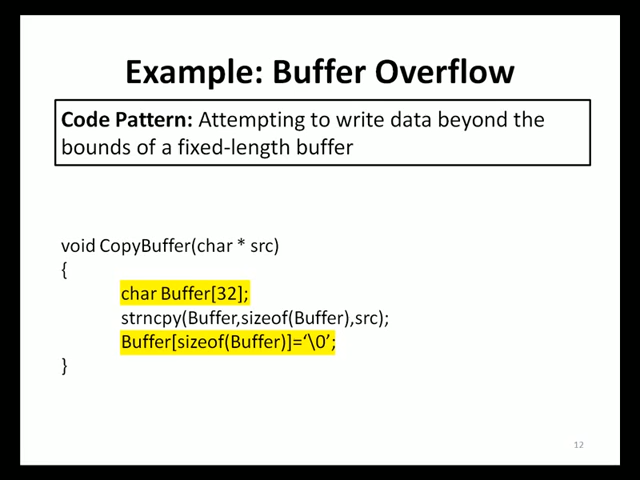 Example: Buffer Overflow
Code Pattern: Attempting to write data beyond the
bounds of a fixed-length buffer
void CopyBuffer(char * src)
{
char Buffer[32];
strncpy(Buffer,sizeof(Buffer),src);
Buffer[sizeof(Buffer)]=‘\0’;
}
12